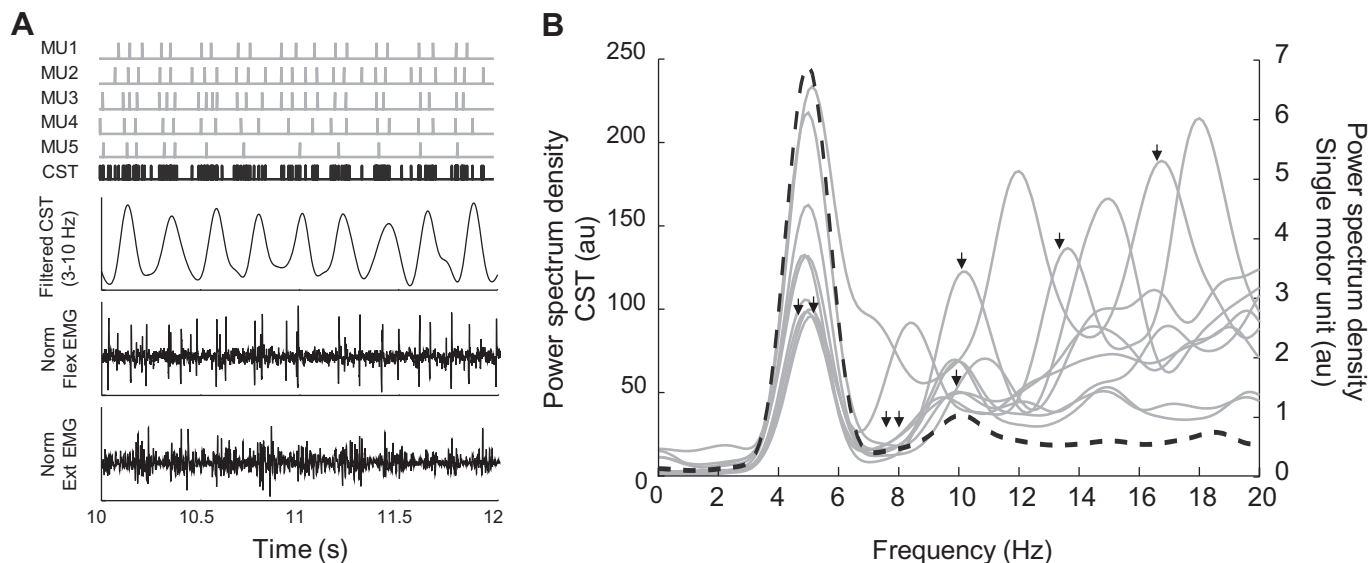 A
MU1
MU2
MU3
MU4
MU5
CST
Filtered CST
(3-10 Hz)
Norm
Flex EMG
Norm
Ext EMG
10
10.5
11
11.5
12
Time (s)
B
250
200
150
100
50
0
Power spectrum density
CST (au)
7
6
5
4
3
2
1
0
Power spectrum density
Single motor unit (au)
0
2
4
6
8
10
12
14
16
18
20
Frequency (Hz)